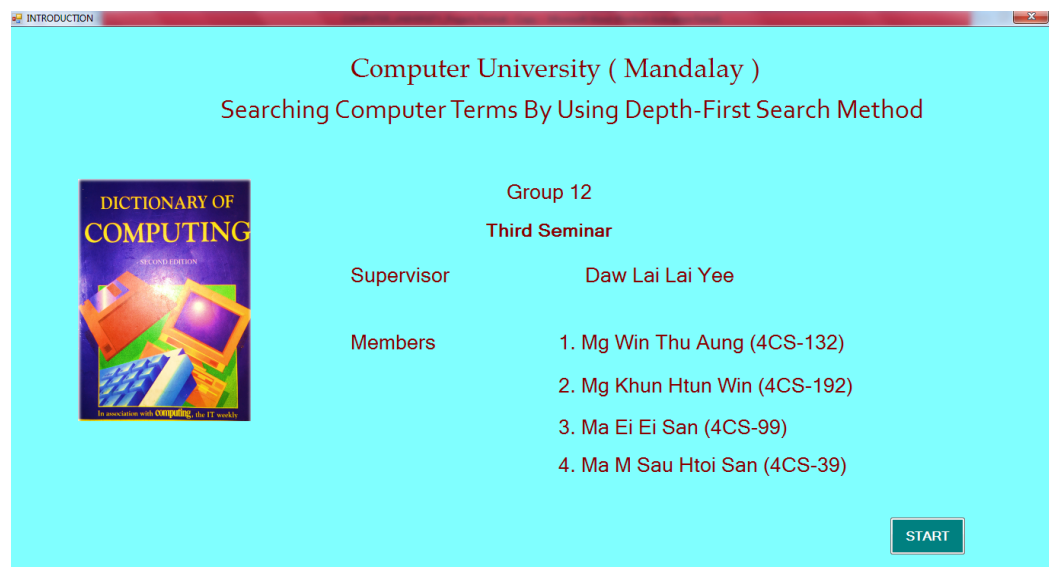 INTRODUCTION
Computer University ( Mandalay )
Searching Computer Terms By Using Depth-First Search Method
DICTIONARY OF
COMPUTING
SECOND EDITION
In association with computing, the IT weekly
Group 12
Third Seminar
Supervisor Daw Lai Lai Yee
Members 1. Mg Win Thu Aung (4CS-132)
2. Mg Khun Htun Win (4CS-192)
3. Ma Ei Ei San (4CS-99)
4. Ma M Sau Htoi San (4CS-39)
START